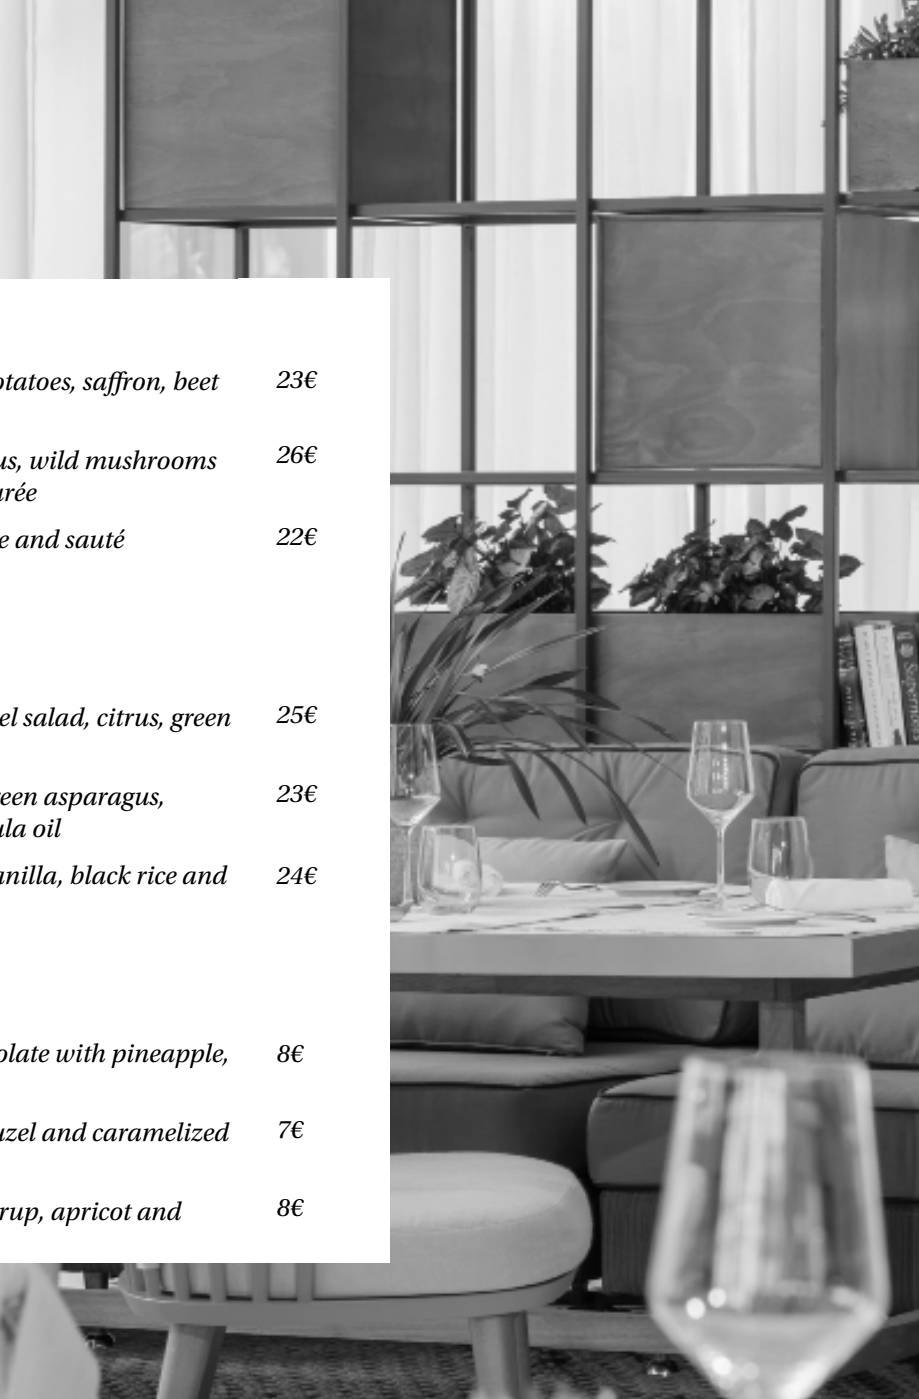 otatoes, saffron, beet 23€
us, wild mushrooms 26€
urée
e and sauté 22€
el salad, citrus, green 25€
reen asparagus, 23€
ula oil
anilla, black rice and 24€
olate with pineapple, 8€
uzel and caramelized 7€
rup, apricot and 8€